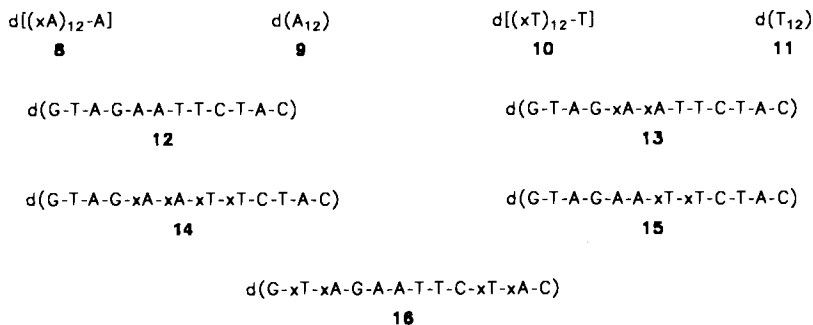 d[(xA)₁₂-A] d(A₁₂) d[(xT)₁₂-T] d(T₁₂)
8 9 10 11
d(G-T-A-G-A-A-T-T-C-T-A-C) d(G-T-A-G-xA-xA-T-T-C-T-A-C)
12 13
d(G-T-A-G-xA-xA-xT-xT-C-T-A-C) d(G-T-A-G-A-A-xT-xT-C-T-A-C)
14 15
d(G-xT-xA-G-A-A-T-T-C-xT-xA-C)
16